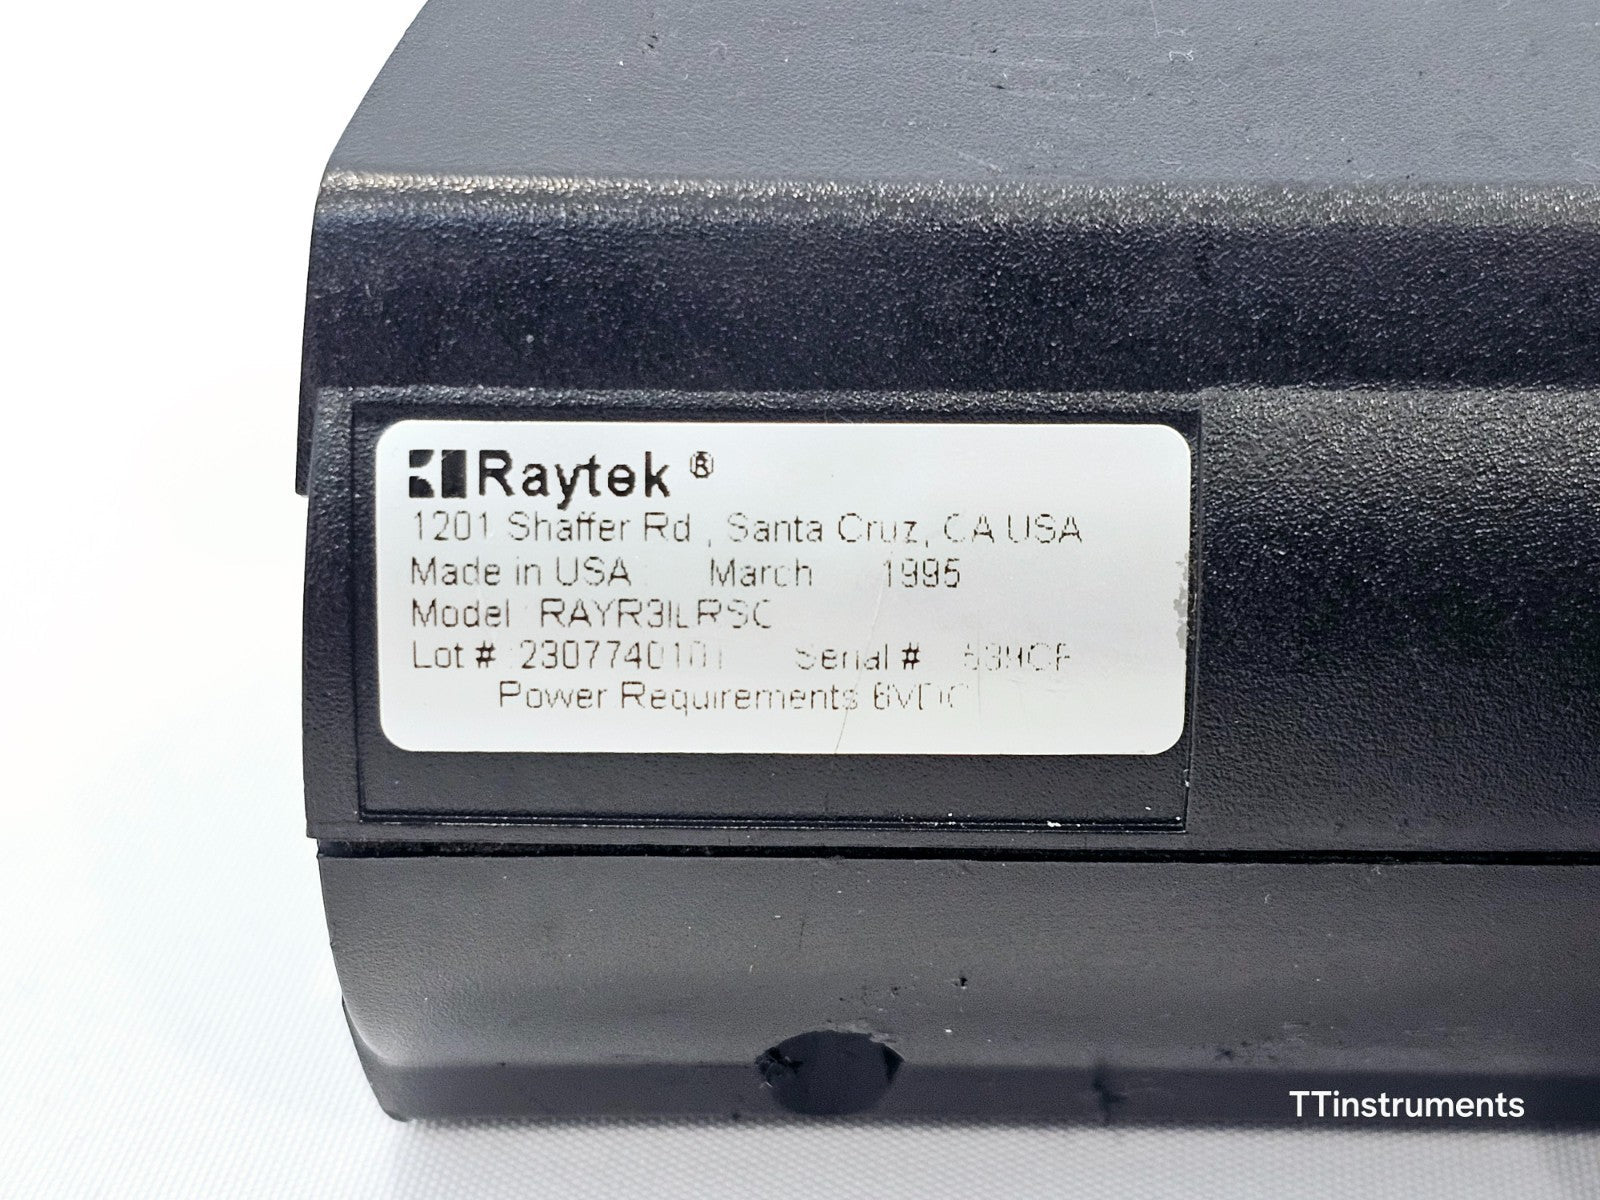 Raytek ®
1201 Shaffer Rd , Santa Cruz, CA USA
Made in USA March 1995
Model RAYR3ILRSC
Lot # 2307740101 Serial #
Power Requirements 6VDC
TTinstruments